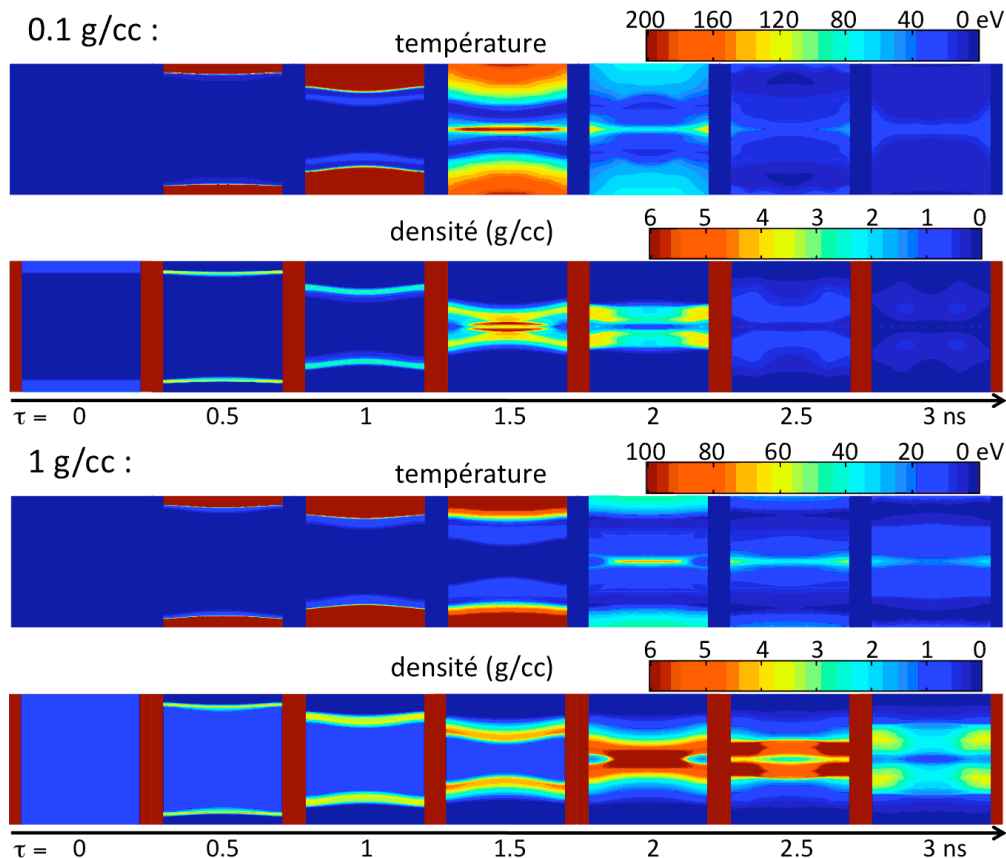 0.1 g/cc :
température
200 160 120 80 40 0 eV
densité (g/cc)
6 5 4 3 2 1 0
τ = 0 0.5 1 1.5 2 2.5 3 ns
1 g/cc :
température
100 80 60 40 20 0 eV
densité (g/cc)
6 5 4 3 2 1 0
τ = 0 0.5 1 1.5 2 2.5 3 ns